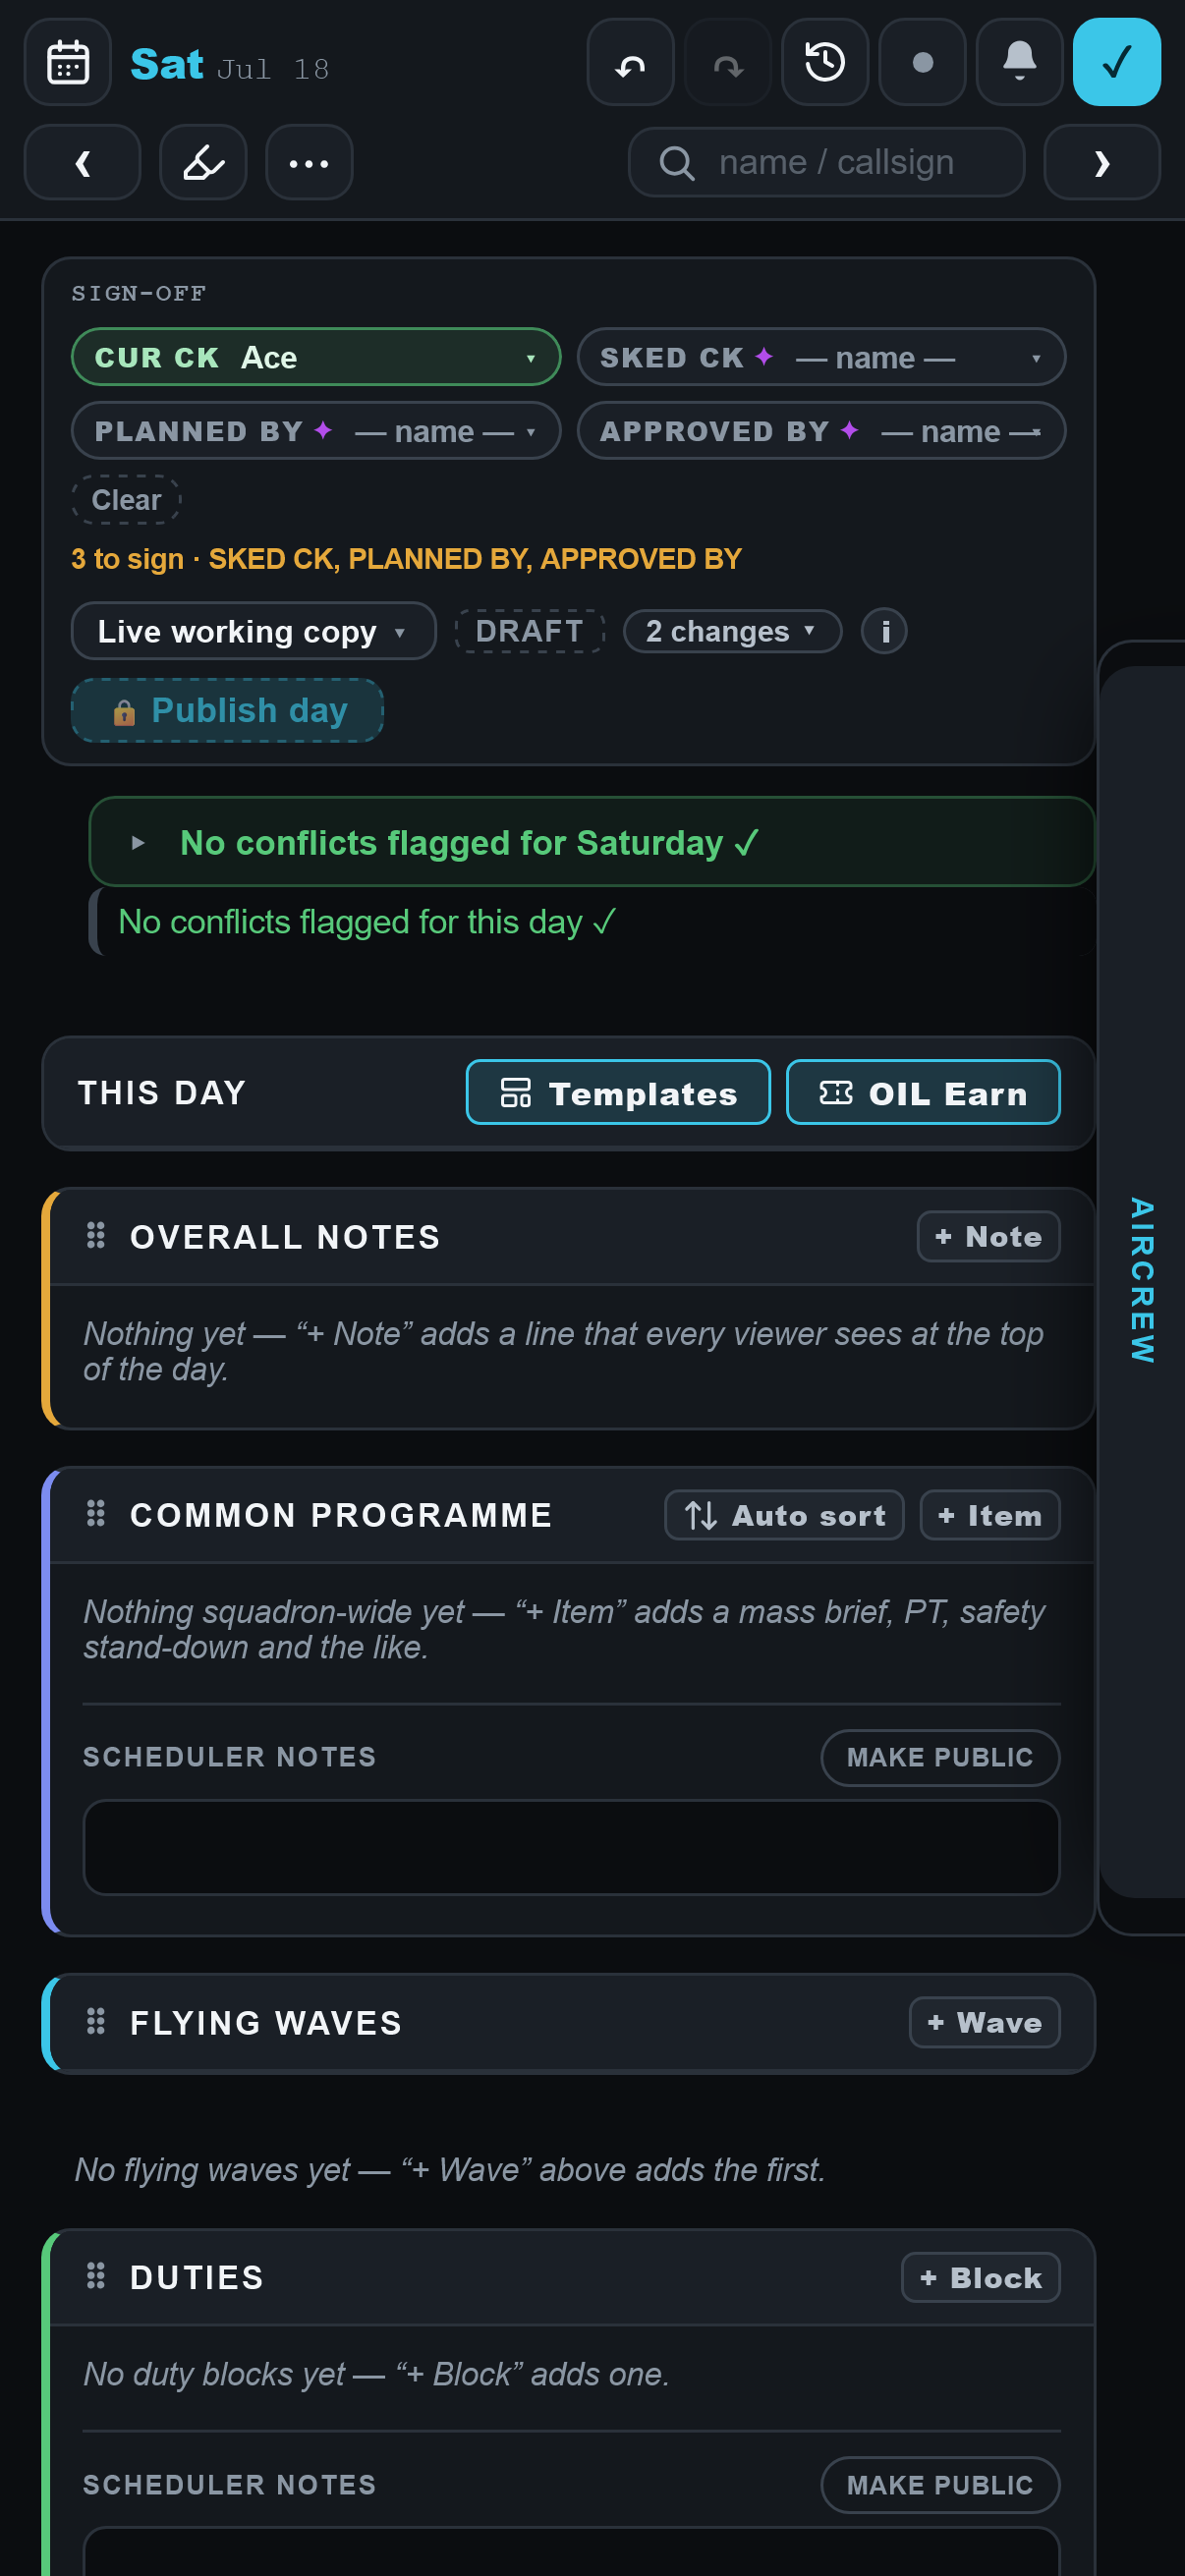 Sat Jul 18
name / callsign
SIGN-OFF
CUR CK Ace
SKED CK ✦ — name —
PLANNED BY ✦ — name —
APPROVED BY ✦ — name —
Clear
3 to sign · SKED CK, PLANNED BY, APPROVED BY
Live working copy
DRAFT
2 changes
i
Publish day
No conflicts flagged for Saturday ✓
No conflicts flagged for this day ✓
THIS DAY
Templates
OIL Earn
AIRCREW
OVERALL NOTES
+ Note
Nothing yet — “+ Note” adds a line that every viewer sees at the top
of the day.
COMMON PROGRAMME
Auto sort
+ Item
Nothing squadron-wide yet — “+ Item” adds a mass brief, PT, safety
stand-down and the like.
SCHEDULER NOTES
MAKE PUBLIC
FLYING WAVES
+ Wave
No flying waves yet — “+ Wave” above adds the first.
DUTIES
+ Block
No duty blocks yet — “+ Block” adds one.
SCHEDULER NOTES
MAKE PUBLIC